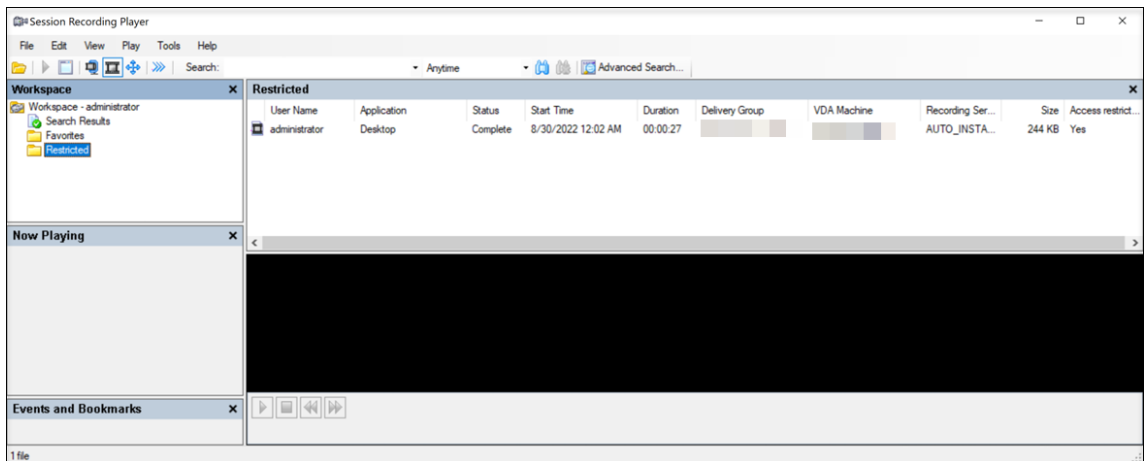 Session Recording Player
File Edit View Play Tools Help
Search: Anytime Advanced Search...
Workspace
Workspace - administrator
Search Results
Favorites
Restricted
Restricted
User Name Application Status Start Time Duration Delivery Group VDA Machine Recording Ser... Size Access restrict...
administrator Desktop Complete 8/30/2022 12:02 AM 00:00:27 AUTO_INSTA... 244 KB Yes
Now Playing
Events and Bookmarks
1 file